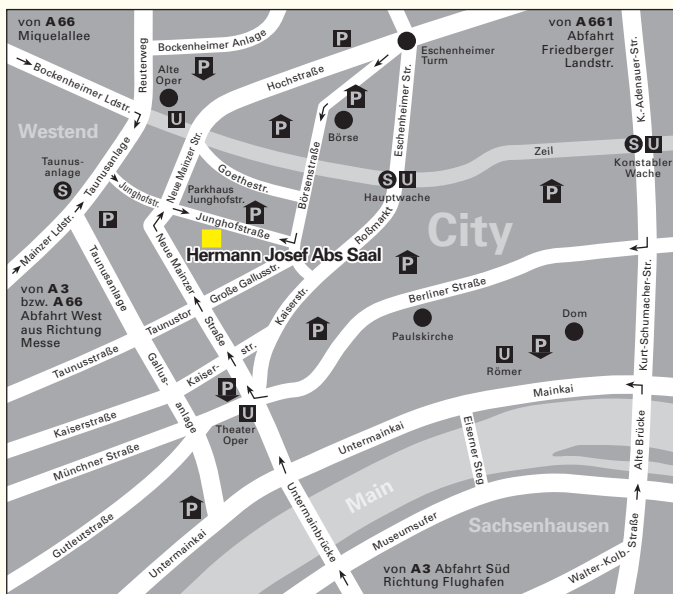 von A 66
Miquelallee
Reuterweg
Bockenheimer Anlage
P
von A 661
Abfahrt
Friedberger
Landstr.
K.-Adenauer-Str.
Eschenheimer
Turm
Bockenheimer Ldstr.
Alte
Oper
P
U
Hochstraße
P
P
Börse
Eschenheimer Str.
Westend
Taunus-
anlage
S
Taunusanlage
Junghofstr.
Neue Mainzer Str.
Goethestr.
Börsenstraße
S U
Hauptwache
Zeil
S U
Konstabler
Wache
P
Mainzer Ldstr.
P
Parkhaus
Junghofstr.
P
Junghofstraße
Roßmarkt
City
Hermann Josef Abs Saal
von A 3
bzw. A 66
Abfahrt West
aus Richtung
Messe
Taunusanlage
Neue Mainzer
Straße
Große Gallusstr.
Taunustor
Taunusstraße
Kaiserstr.
P
Berliner Straße
Paulskirche
P
Dom
U
Römer
P
Kurt-Schumacher-Str.
Gallus-
anlage
Kaiser-
str.
Kaiserstraße
P
U
Theater
Oper
Münchner Straße
Mainkai
Untermainkai
Eiserner Steg
Alte Brücke
Gutleutstraße
P
Untermainkai
Untermainbrücke
Main
Museumsufer
Sachsenhausen
Walter-Kolb-
Straße
von A3 Abfahrt Süd
Richtung Flughafen